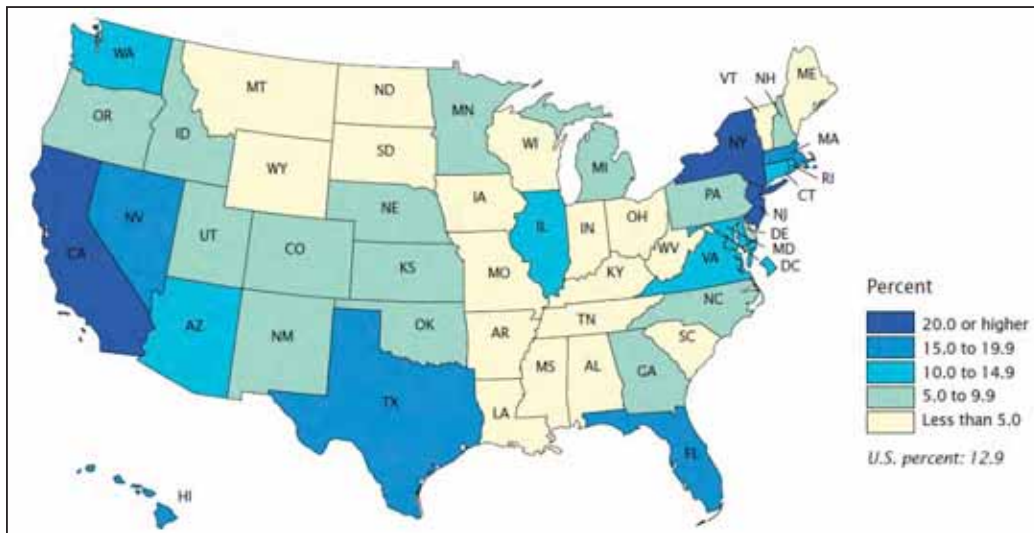 WA
MT
ND
MN
VT
NH
ME
OR
ID
WY
SD
WI
MI
NY
MA
RI
CT
NV
UT
CO
NE
IA
IL
IN
OH
PA
NJ
DE
MD
DC
CA
AZ
NM
KS
OK
MO
KY
WV
VA
NC
TN
SC
AR
MS
AL
GA
TX
LA
FL
HI
Percent
20.0 or higher
15.0 to 19.9
10.0 to 14.9
5.0 to 9.9
Less than 5.0
U.S. percent: 12.9